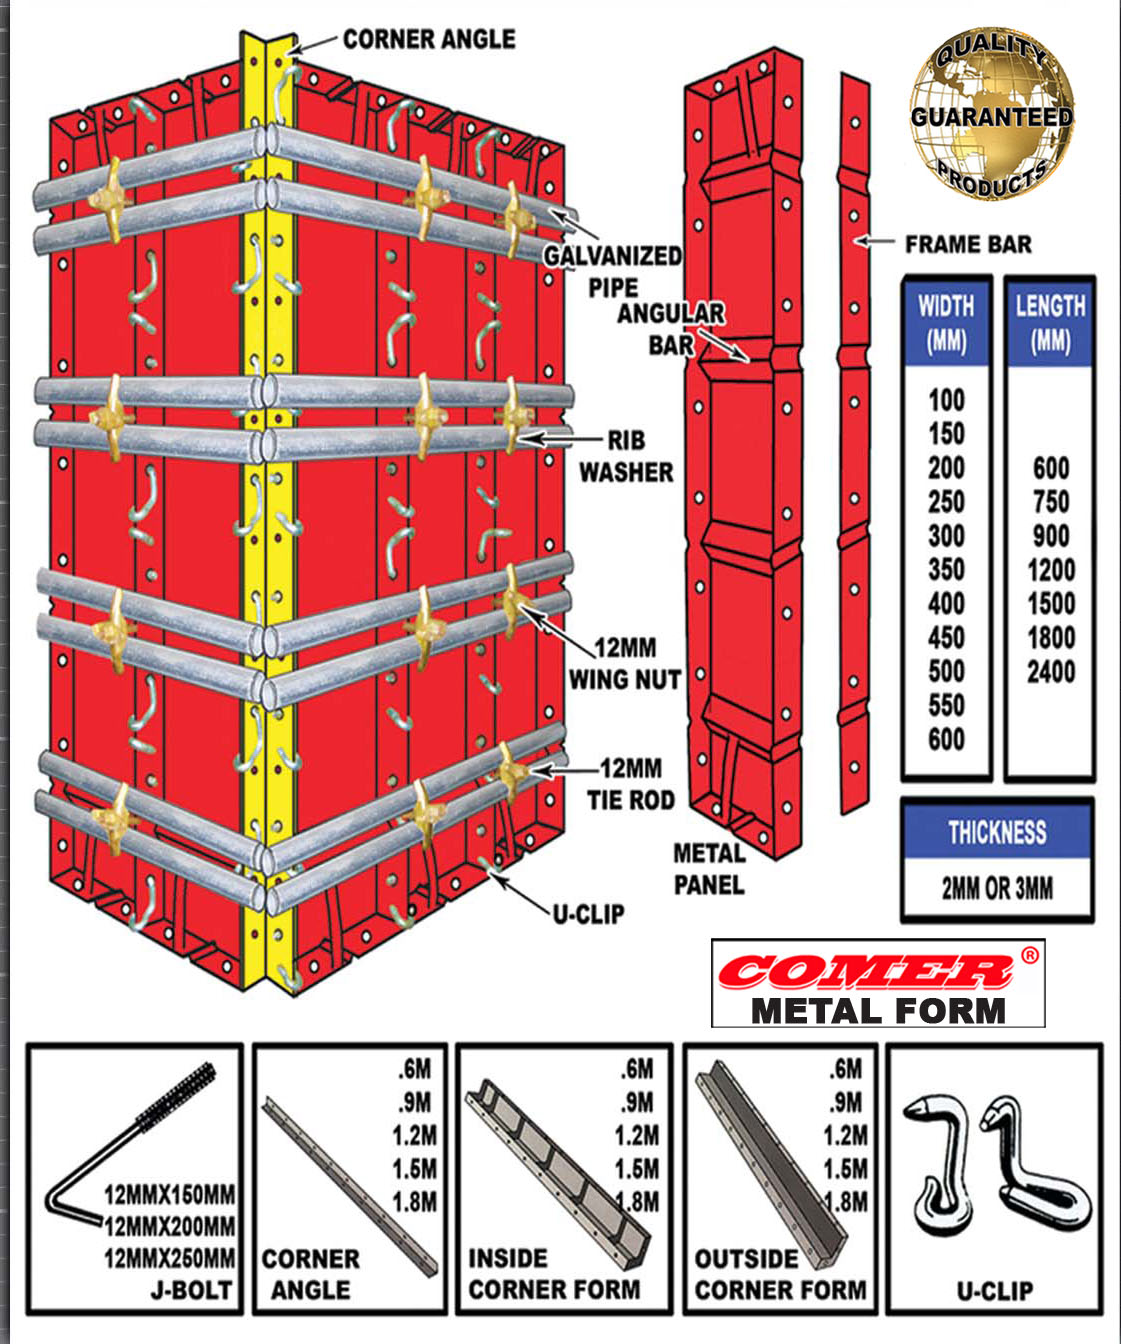 CORNER ANGLE
QUALITY
GUARANTEED
PRODUCTS
GALVANIZED
PIPE
ANGULAR
BAR
FRAME BAR
WIDTH
(MM)
100
150
200
250
300
350
400
450
500
550
600
LENGTH
(MM)
600
750
900
1200
1500
1800
2400
RIB
WASHER
12MM
WING NUT
12MM
TIE ROD
METAL
PANEL
U-CLIP
THICKNESS
2MM OR 3MM
COMER®
METAL FORM
12MMX150MM
12MMX200MM
12MMX250MM
J-BOLT
.6M
.9M
1.2M
1.5M
1.8M
CORNER
ANGLE
.6M
.9M
1.2M
1.5M
1.8M
INSIDE
CORNER FORM
.6M
.9M
1.2M
1.5M
1.8M
OUTSIDE
CORNER FORM
U-CLIP